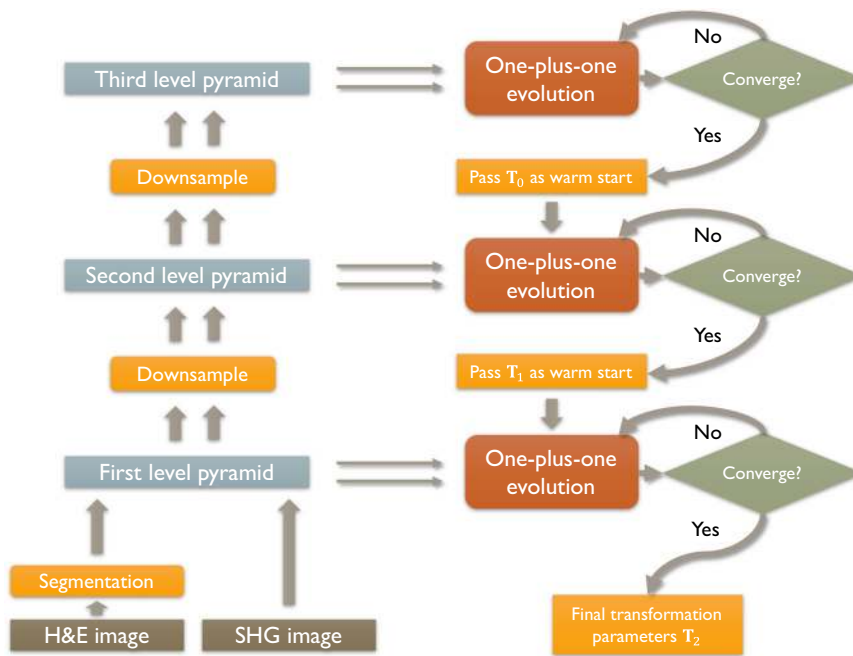 No
Third level pyramid
One-plus-one
evolution
Converge?
Yes
Downsample
Pass T₀ as warm start
No
Second level pyramid
One-plus-one
evolution
Converge?
Yes
Downsample
Pass T₁ as warm start
No
First level pyramid
One-plus-one
evolution
Converge?
Yes
Segmentation
H&E image
SHG image
Final transformation
parameters T₂